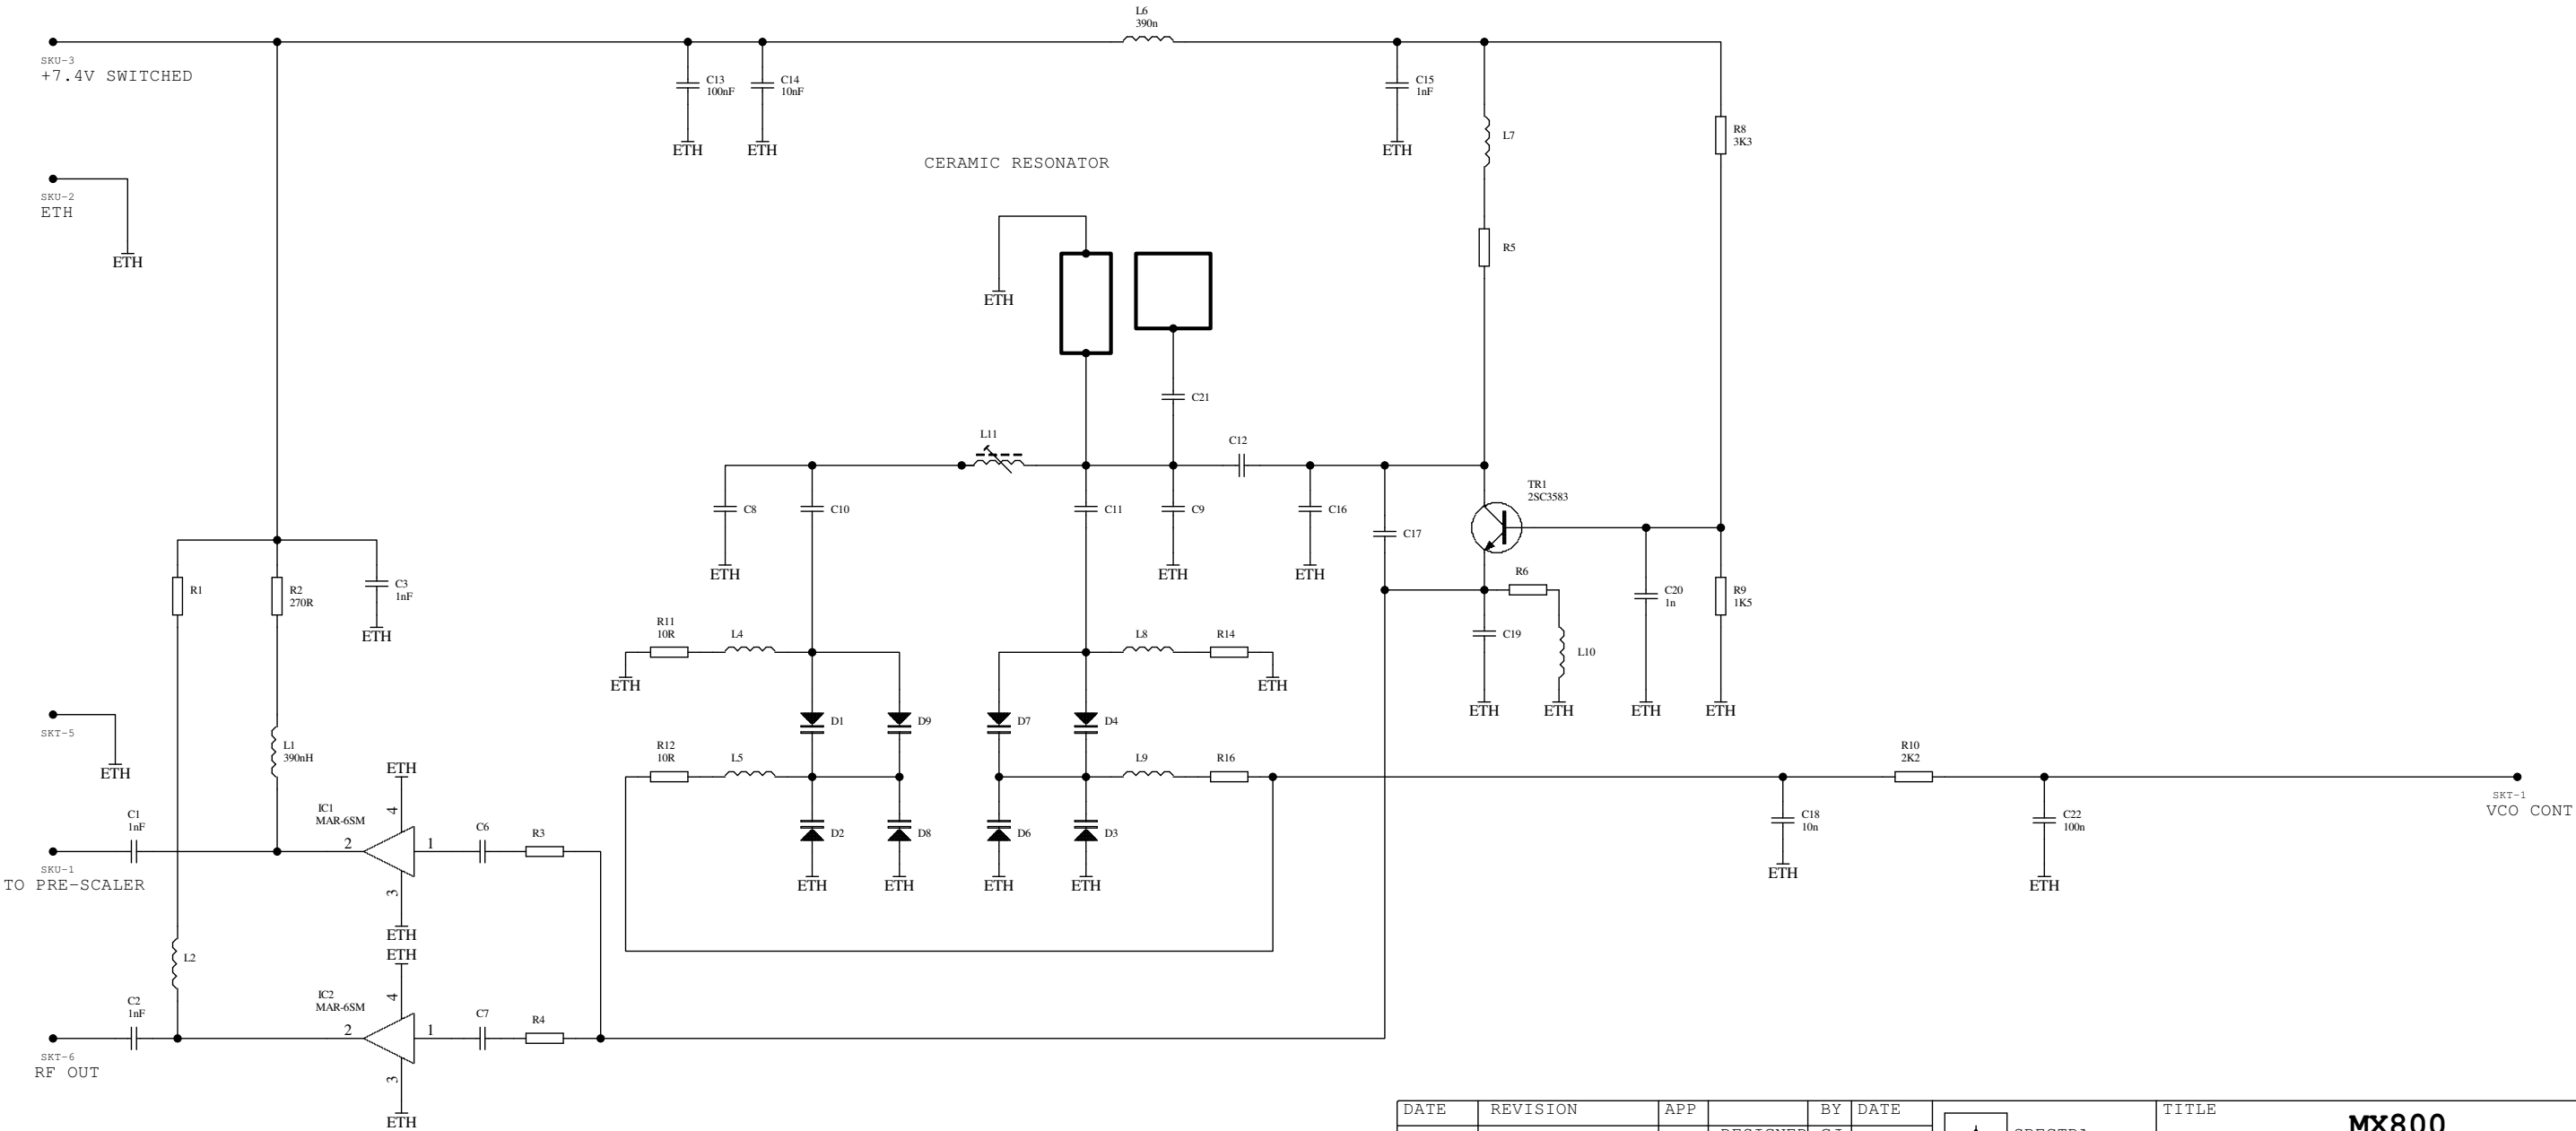 L6
390n
SKU-3
+7.4V SWITCHED
C13
100nF
C14
10nF
C15
1nF
ETH
ETH
ETH
L7
R8
3K3
CERAMIC RESONATOR
SKU-2
ETH
ETH
ETH
R5
C21
L11
C12
C8
C10
C11
C9
C16
C17
TR1
2SC3583
ETH
ETH
ETH
R1
R2
270R
C3
1nF
ETH
R6
C20
1n
R9
1K5
R11
10R
L4
L8
R14
C19
L10
ETH
ETH
ETH
ETH
ETH
ETH
SKT-5
ETH
D1
D9
D7
D4
L1
390nH
R12
10R
L5
L9
R16
R10
2K2
SKT-1
VCO CONT
ETH
4
IC1
MAR-6SM
C1
1nF
2
1
C6
R3
D2
D8
D6
D3
C18
10n
C22
100n
SKU-1
TO PRE-SCALER
3
ETH
ETH
ETH
ETH
ETH
ETH
ETH
ETH
L2
4
IC2
MAR-6SM
C2
1nF
2
1
C7
R4
SKT-6
RF OUT
3
ETH
DATE
REVISION
APP
BY
DATE
TITLE
MX800